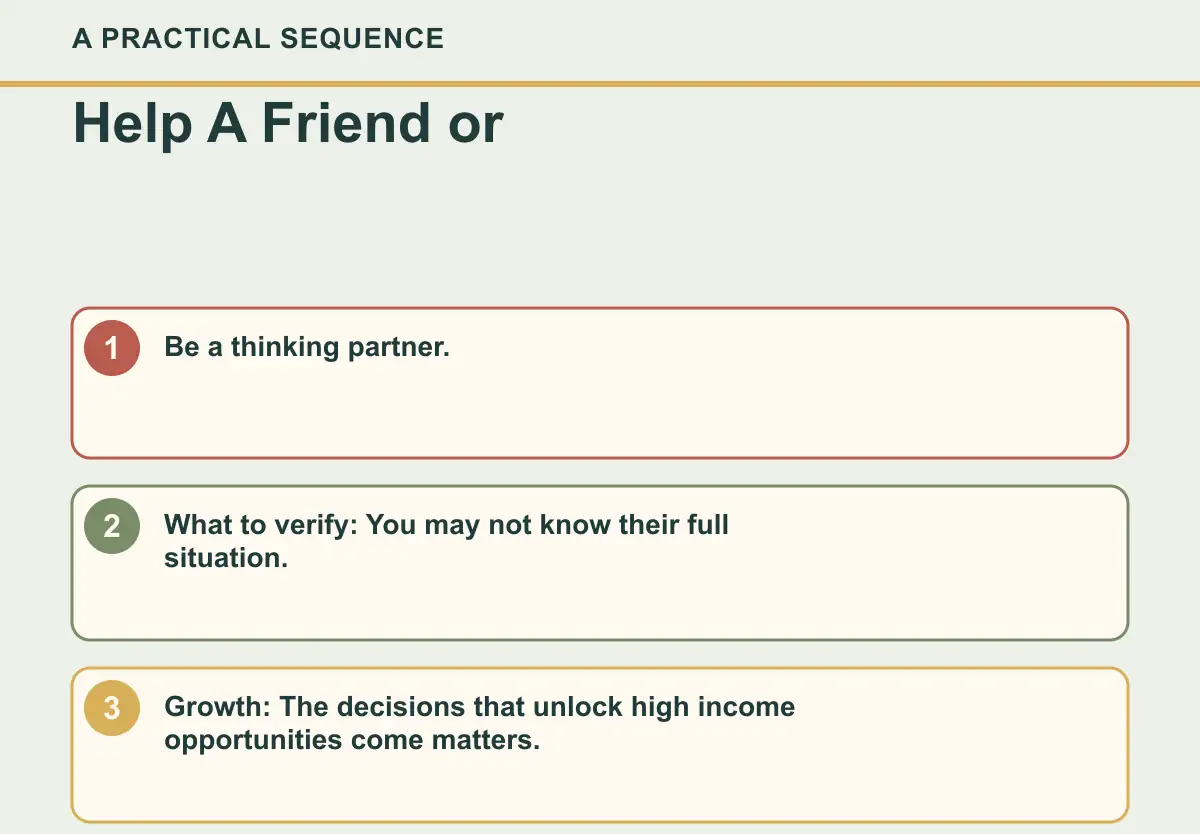 A PRACTICAL SEQUENCE
Help A Friend or
1
Be a thinking partner.
2
What to verify: You may not know their full
situation.
3
Growth: The decisions that unlock high income
opportunities come matters.